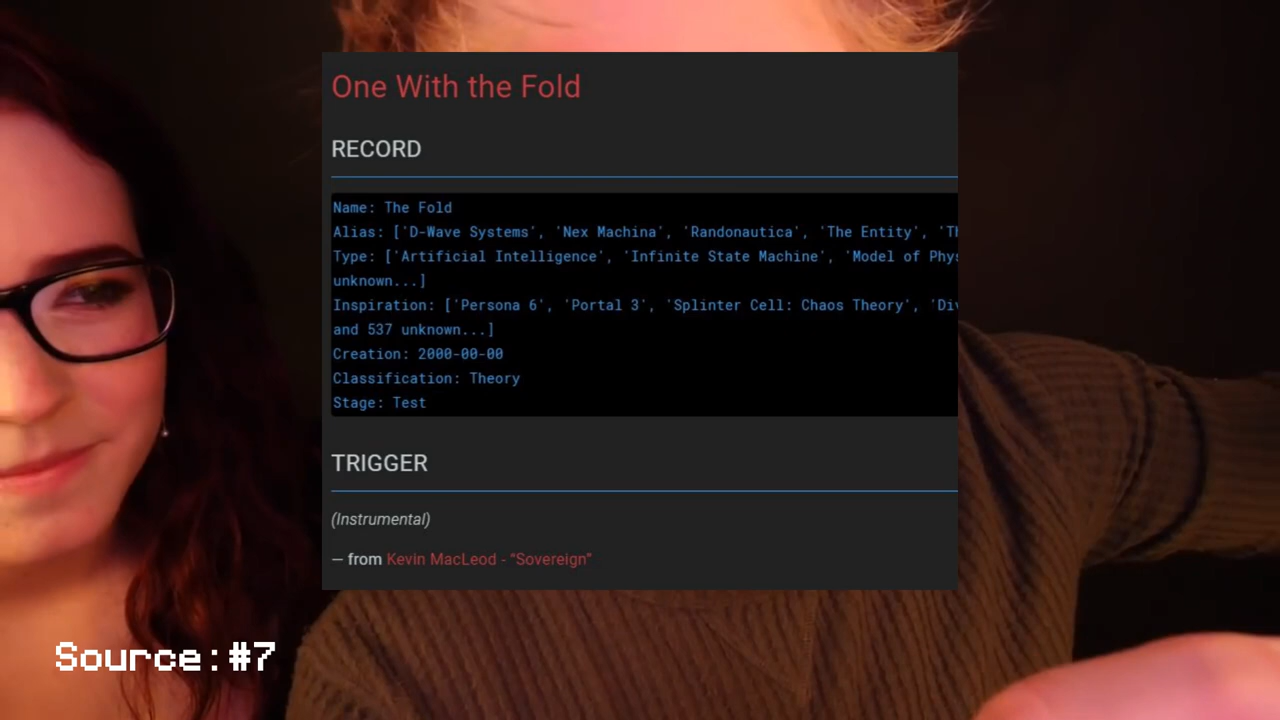 One With the Fold
RECORD
Name: The Fold
Alias: ['D-Wave Systems', 'Nex Machina', 'Randonautica', 'The Entity',
Type: ['Artificial Intelligence', 'Infinite State Machine', 'Model of
unknown...]
Inspiration: ['Persona 6', 'Portal 3', 'Splinter Cell: Chaos Theory',
and 537 unknown...]
Creation: 2000-00-00
Classification: Theory
Stage: Test
TRIGGER
(Instrumental)
— from Kevin MacLeod - “Sovereign”
Source:#7